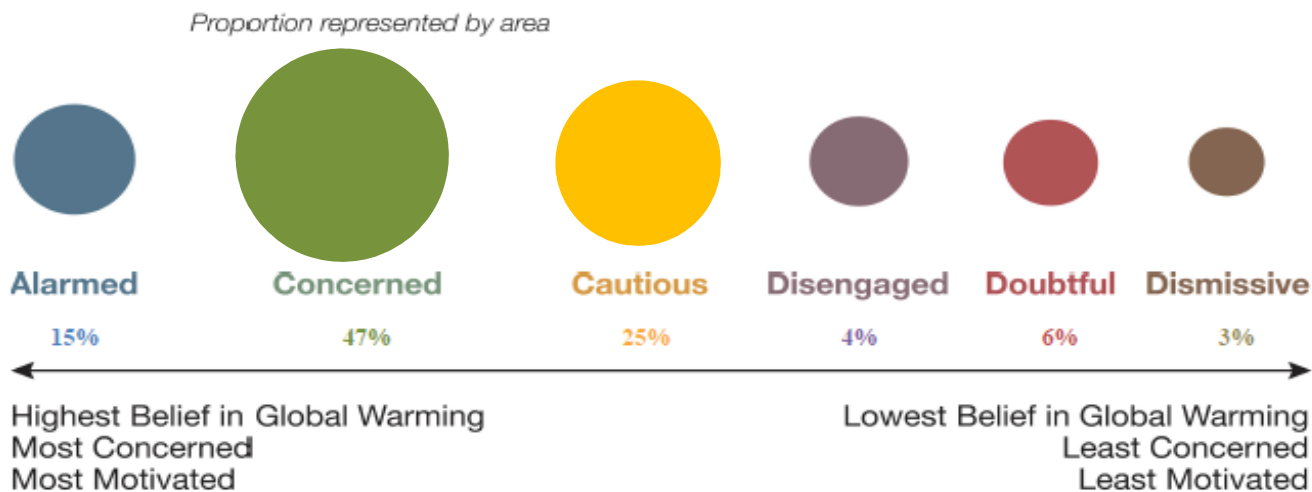 Proportion represented by area
Alarmed Concerned Cautious Disengaged Doubtful Dismissive
15% 47% 25% 4% 6% 3%
Highest Belief in Global Warming
Most Concerned
Most Motivated
Lowest Belief in Global Warming
Least Concerned
Least Motivated